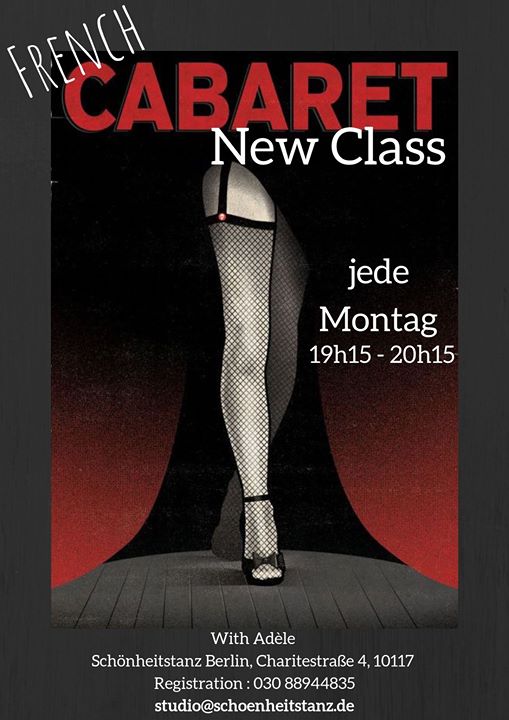 FRENCH
CABARET
New Class
jede
Montag
19h15 - 20h15
With Adèle
Schönheitstanz Berlin, Charitestraße 4, 10117
Registration : 030 88944835
studio@schoenheitstanz.de